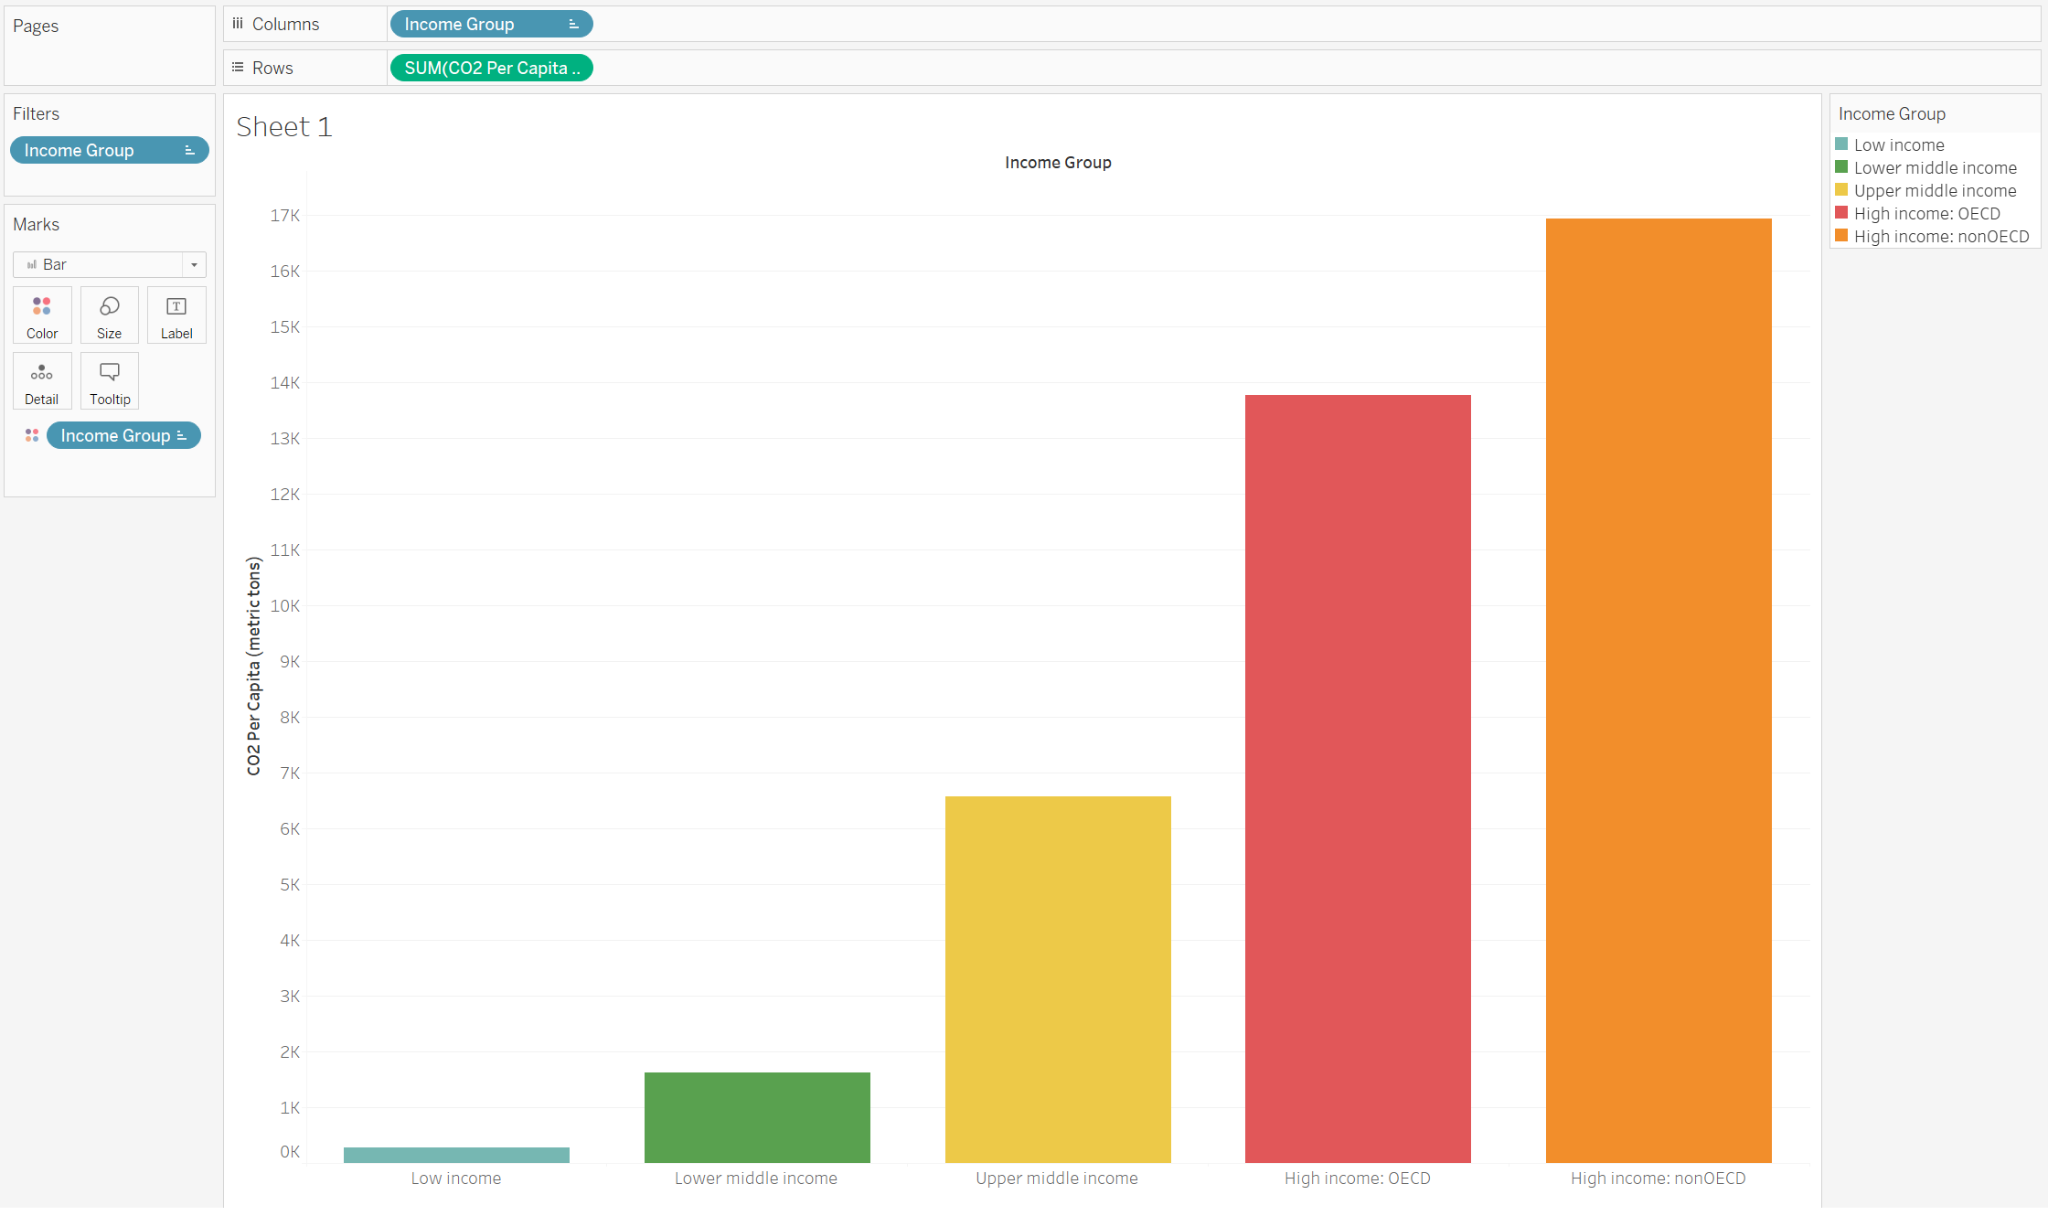 Pages
iii Columns
Income Group
Rows
SUM(CO2 Per Capita ..
Filters
Income Group
Marks
Bar
Color
Size
Label
Detail
Tooltip
Income Group
Sheet 1
Income Group
CO2 Per Capita (metric tons)
17K
16K
15K
14K
13K
12K
11K
10K
9K
8K
7K
6K
5K
4K
3K
2K
1K
0K
Low income
Lower middle income
Upper middle income
High income: OECD
High income: nonOECD
Income Group
Low income
Lower middle income
Upper middle income
High income: OECD
High income: nonOECD